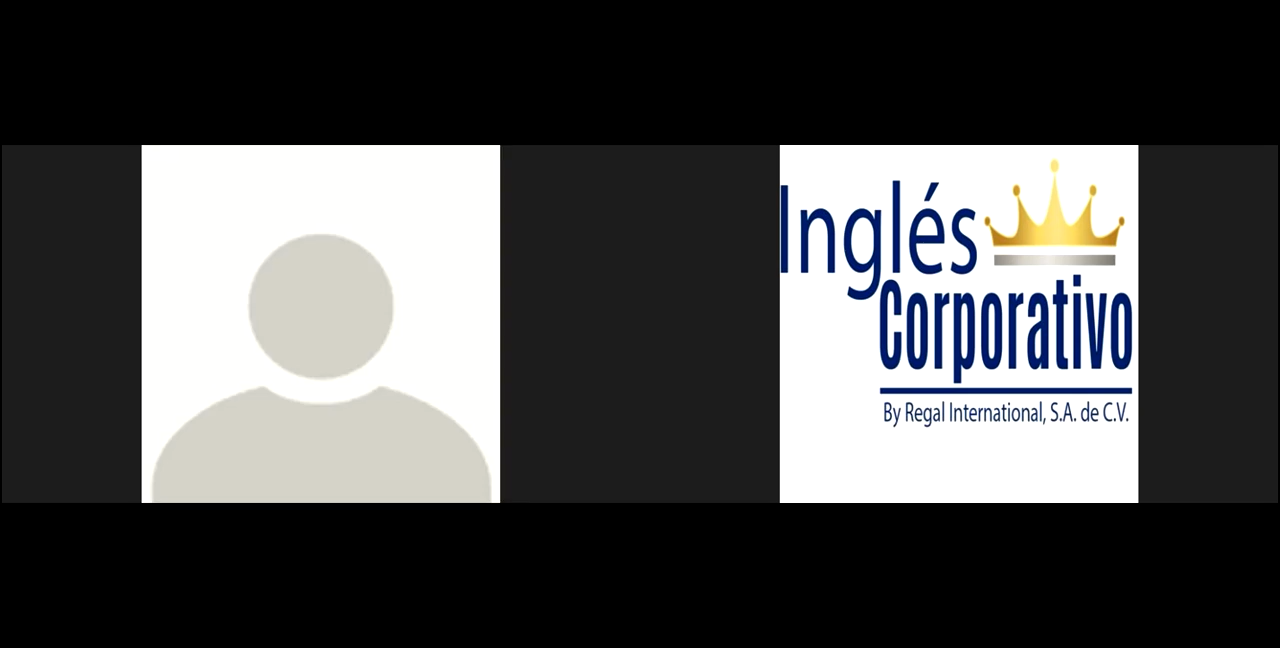 Inglés
Corporativo
By Regal International, S.A. de C.V.